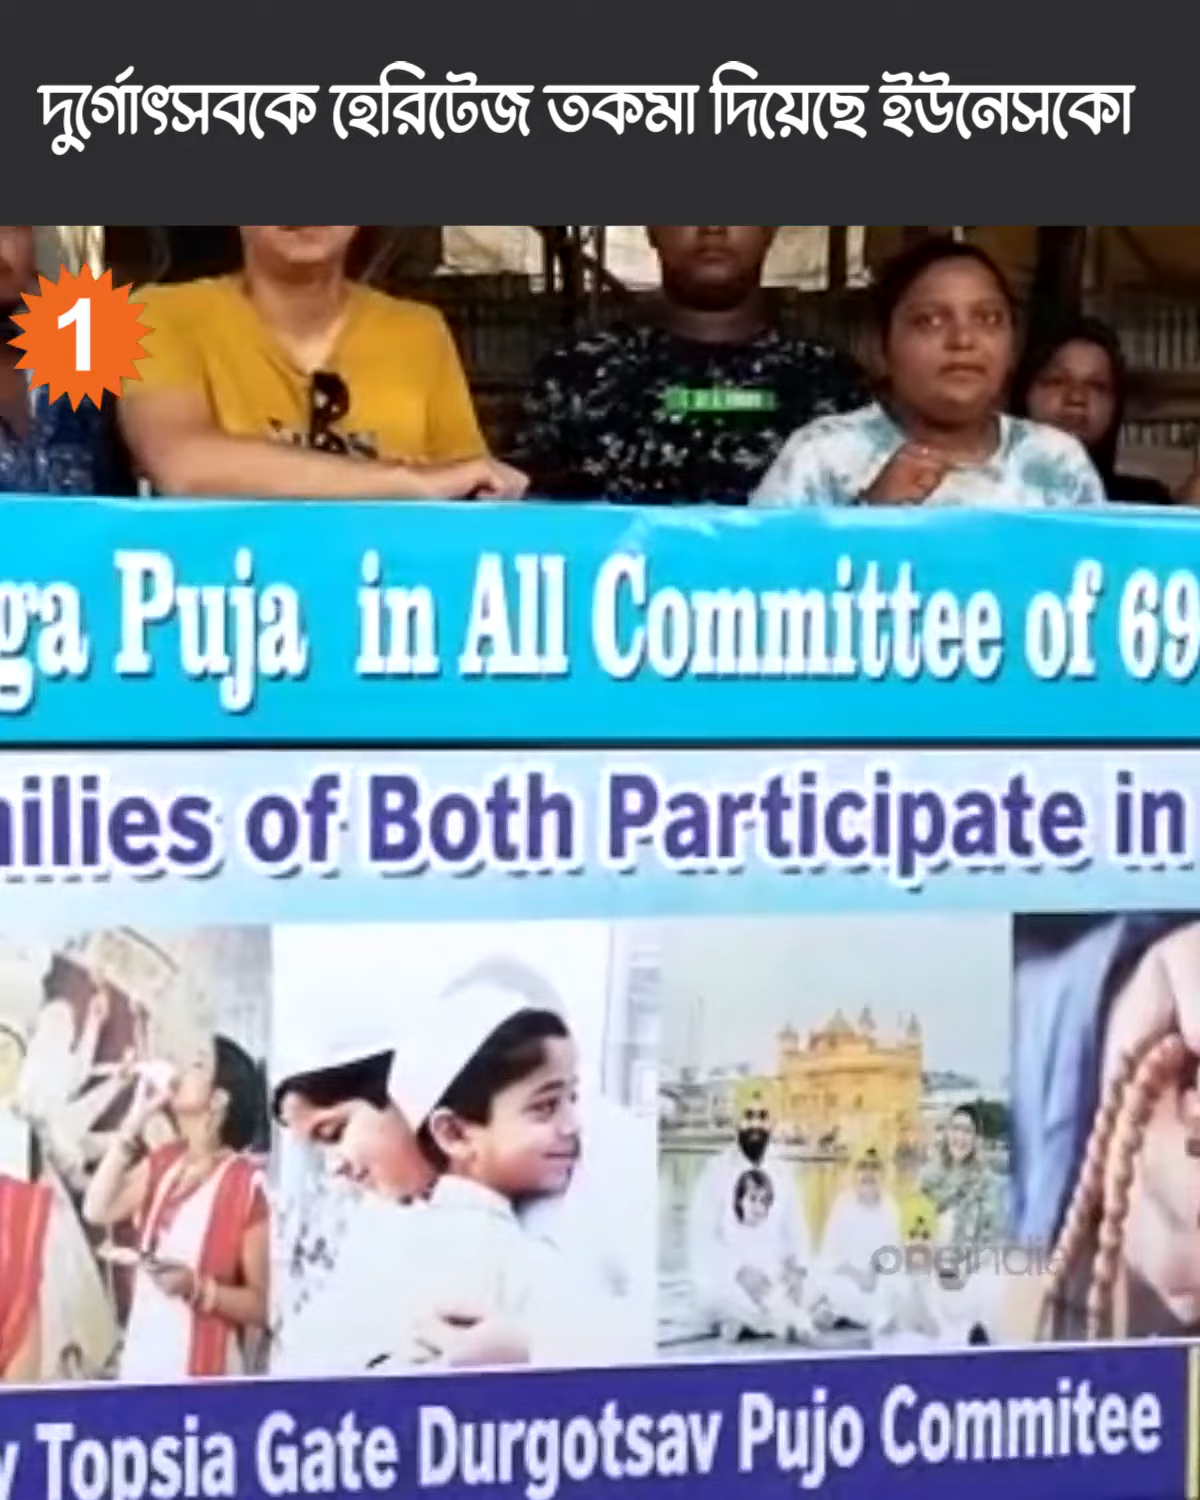 দুর্গোৎসবকে হেরিটেজ তকমা দিয়েছে ইউনেসকো
1
ga Puja in All Committee of 69
ilies of Both Participate in
oneindia
y Topsia Gate Durgotsav Pujo Commitee